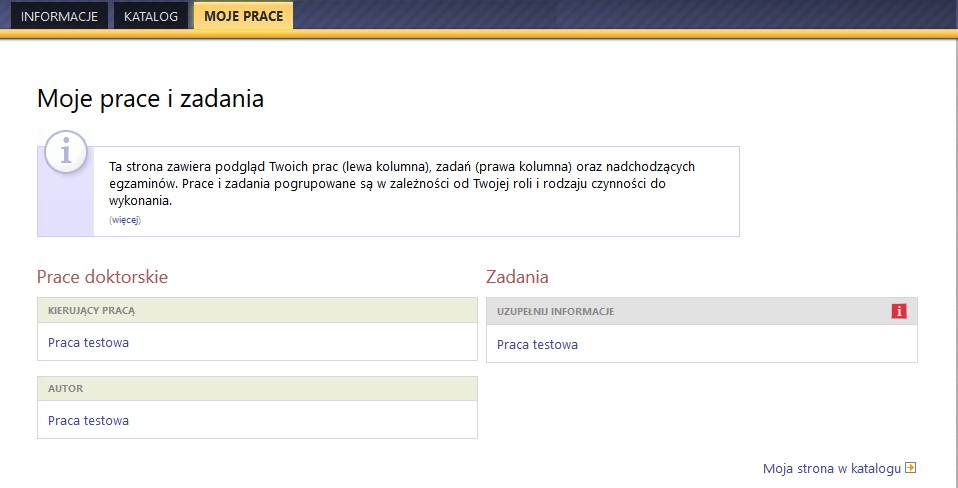 INFORMACJE
KATALOG
MOJE PRACE
Moje prace i zadania
Ta strona zawiera podgląd Twoich prac (lewa kolumna), zadań (prawa kolumna) oraz nadchodzących
egzaminów. Prace i zadania pogrupowane są w zależności od Twojej roli i rodzaju czynności do
wykonania.
(więcej)
Prace doktorskie
KIERUJĄCY PRACĄ
Praca testowa
AUTOR
Praca testowa
Zadania
UZUPEŁNIJ INFORMACJE
Praca testowa
Moja strona w katalogu